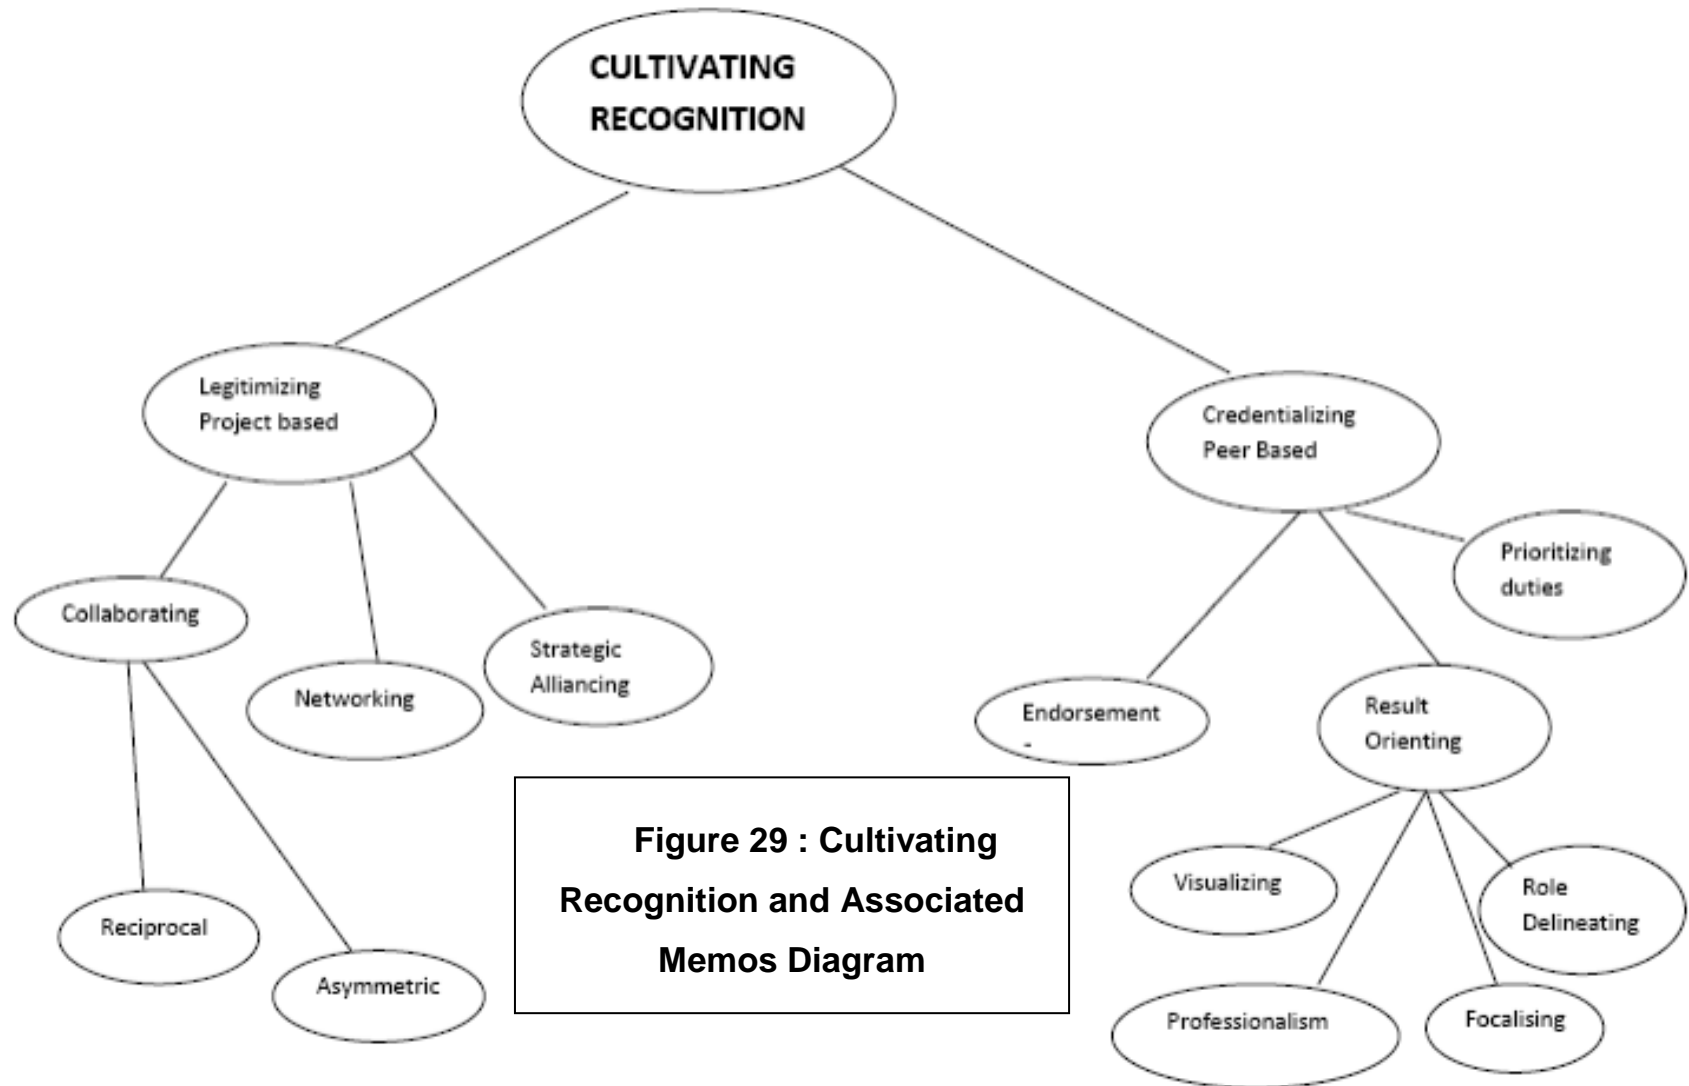 CULTIVATING
RECOGNITION
Legitimizing
Project based
Credentializing
Peer Based
Prioritizing
duties
Collaborating
Strategic
Alliancing
Networking
Endorsement
-
Result
Orienting
Figure 29 : Cultivating
Recognition and Associated
Memos Diagram
Visualizing
Role
Delineating
Reciprocal
Asymmetric
Professionalism
Focalising